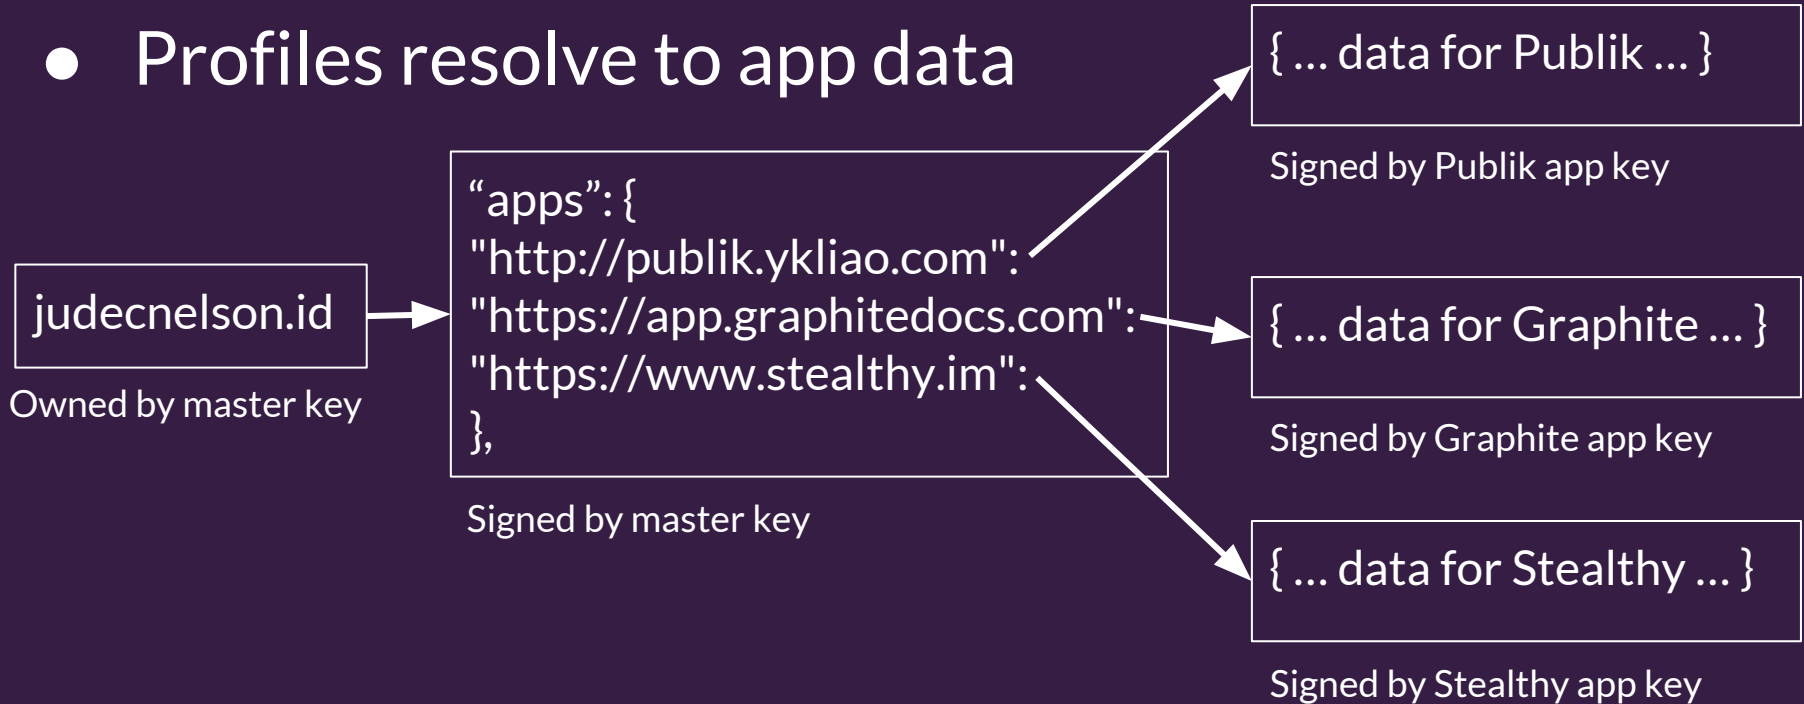 ● Profiles resolve to app data
judecnelson.id
Owned by master key
“apps”: {
"http://publik.ykliao.com":
"https://app.graphitedocs.com":
"https://www.stealthy.im":
},
Signed by master key
{ ... data for Publik ... }
Signed by Publik app key
{ ... data for Graphite ... }
Signed by Graphite app key
{ ... data for Stealthy ... }
Signed by Stealthy app key